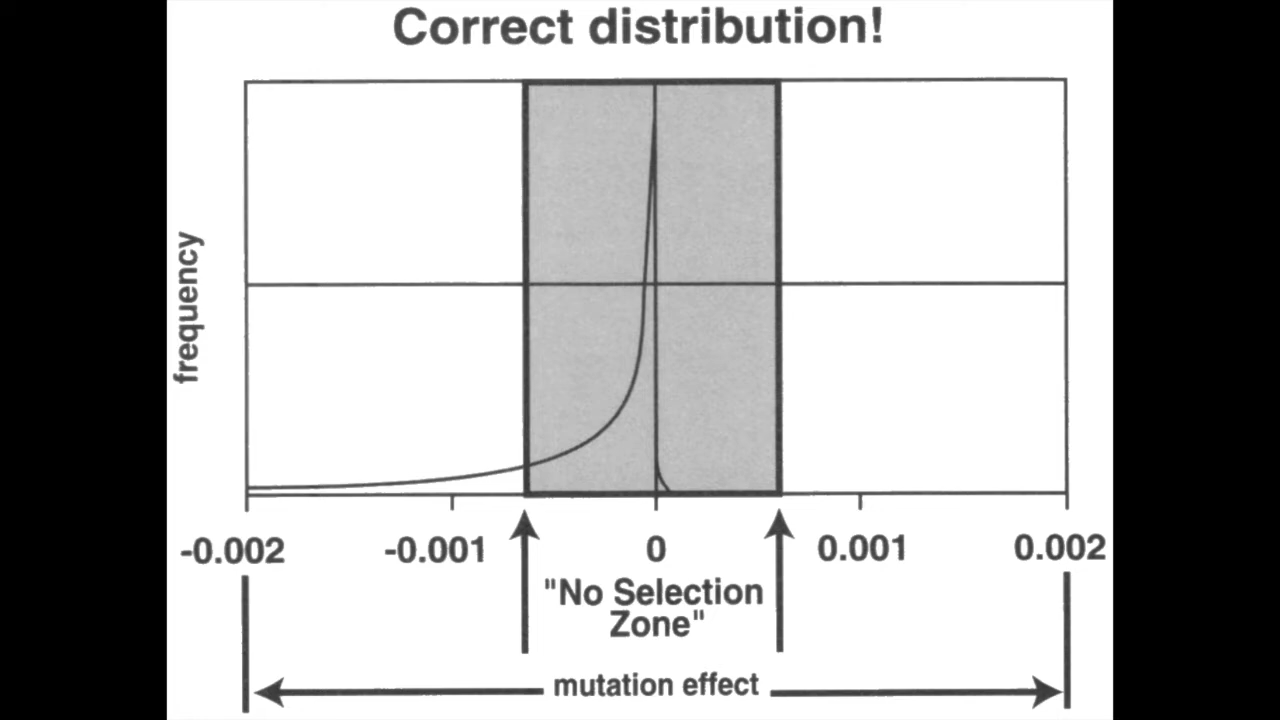 Correct distribution!
frequency
-0.002
-0.001
0
0.001
0.002
"No Selection
Zone"
mutation effect